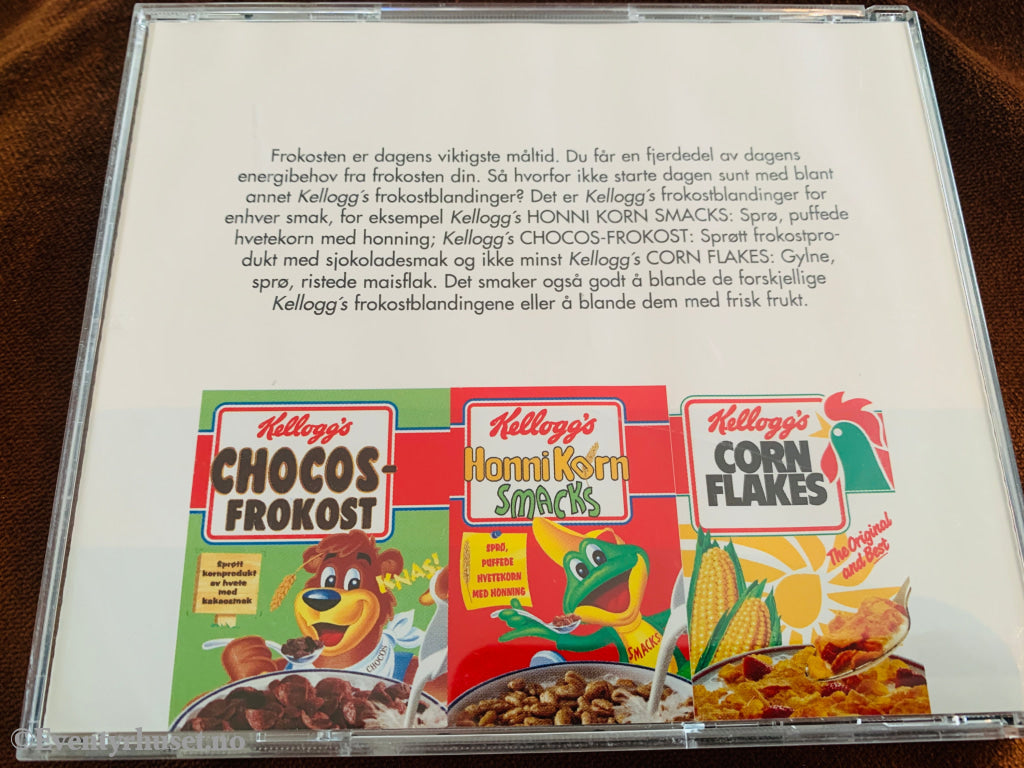 Frokosten er dagens viktigste måltid. Du får en fjerdedel av dagens
energibehov fra frokosten din. Så hvorfor ikke starte dagen sunt med blant
annet Kellogg´s frokostblandinger? Det er Kellogg´s frokostblandinger for
enhver smak, for eksempel Kellogg´s HONNI KORN SMACKS: Sprø, puffede
hvetekorn med honning; Kellogg´s CHOCOS-FROKOST: Sprøtt frokostpro-
dukt med sjokoladesmak og ikke minst Kellogg´s CORN FLAKES: Gylne,
sprø, ristede maisflak. Det smaker også godt å blande de forskjellige
Kellogg´s frokostblandingene eller å blande dem med frisk frukt.
Kellogg's
CHOCOS-
FROKOST
Sprøtt
kornprodukt
av hvete
med
kakaosmak
KNAS!
CHOCOS
Kellogg's
Honni Korn
SMACKS
SPRØ,
PUFFEDE
HVETEKORN
MED HONNING
SMACKS
Kellogg's
CORN
FLAKES
The Original
and Best
©Eventyrhuset.no